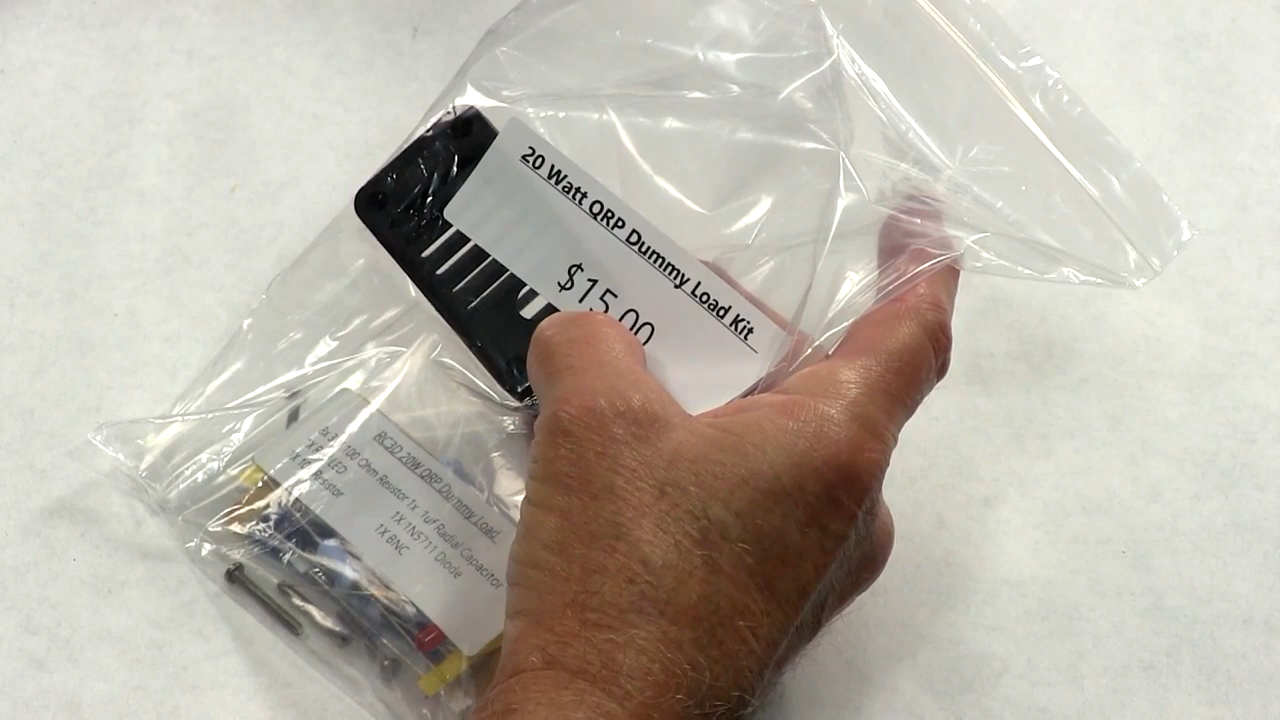 20 Watt QRP Dummy Load Kit
$15.00
RC3D 20W QRP Dummy Load
100 Ohm Resistor 1x 1uf Radial Capacitor
LED 1X 1N5711 Diode
Resistor 1X BNC